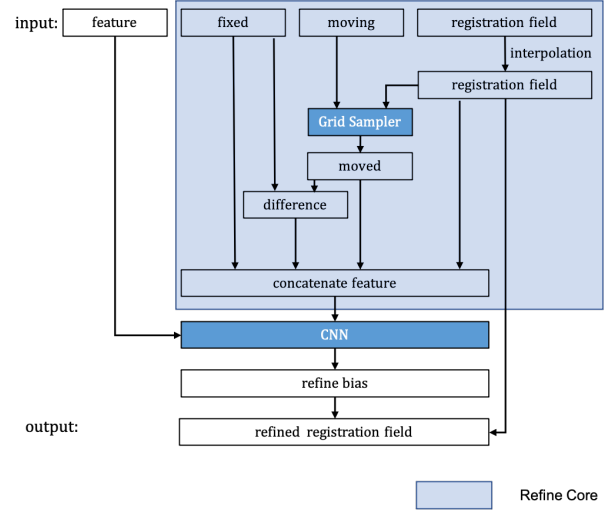 input:
feature
fixed
moving
registration field
interpolation
registration field
Grid Sampler
moved
difference
concatenate feature
CNN
refine bias
output:
refined registration field
Refine Core